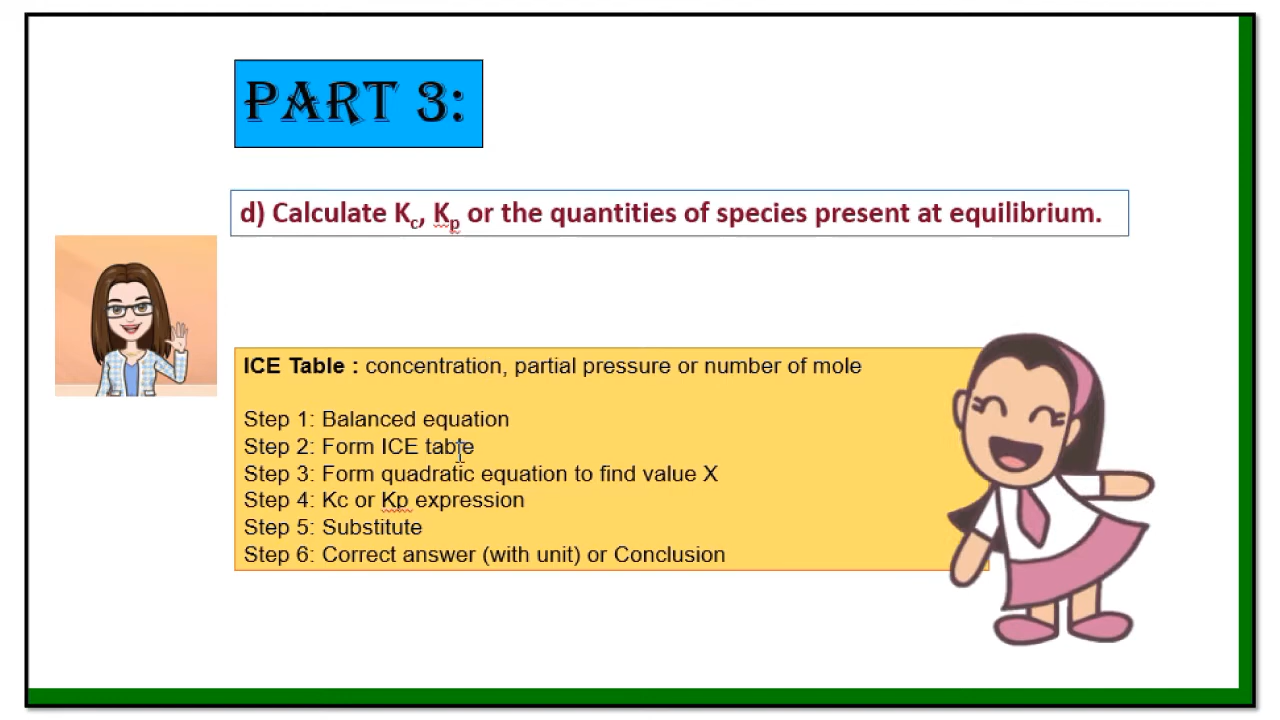 PART 3:
d) Calculate Kc, Kp or the quantities of species present at equilibrium.
ICE Table : concentration, partial pressure or number of mole
Step 1: Balanced equation
Step 2: Form ICE table
Step 3: Form quadratic equation to find value X
Step 4: Kc or Kp expression
Step 5: Substitute
Step 6: Correct answer (with unit) or Conclusion